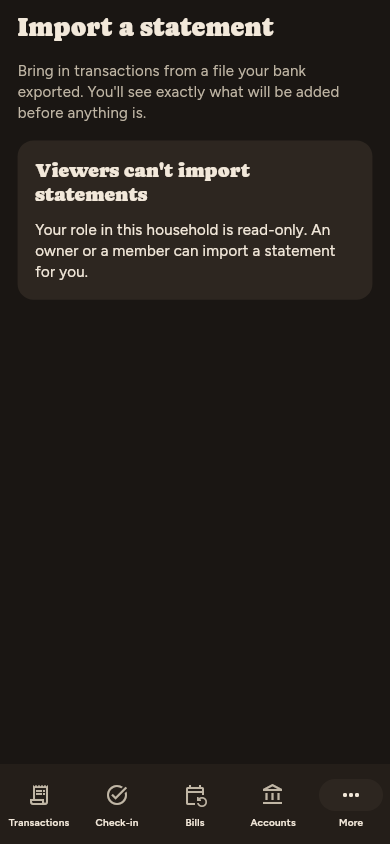 Import a statement
Bring in transactions from a file your bank
exported. You'll see exactly what will be added
before anything is.
Viewers can't import
statements
Your role in this household is read-only. An
owner or a member can import a statement
for you.
Transactions
Check-in
Bills
Accounts
More